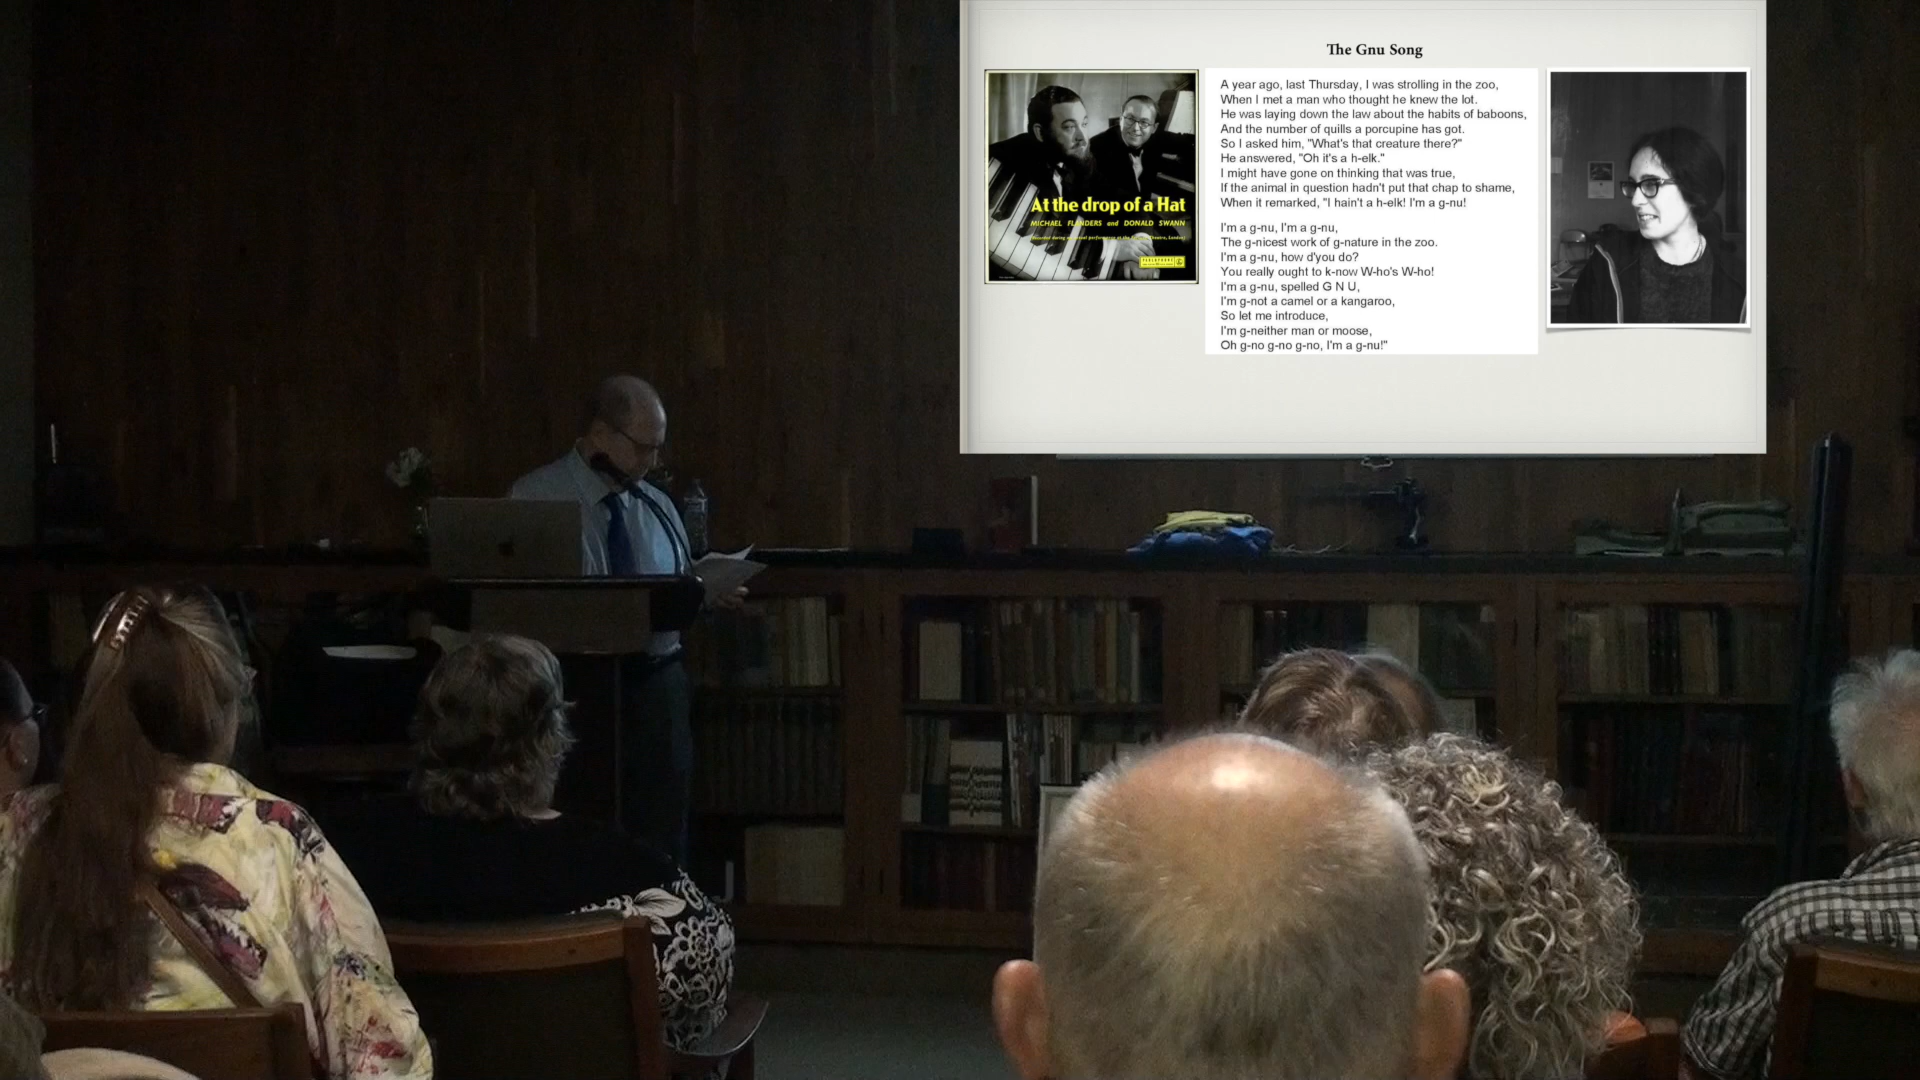 The Gnu Song
A year ago, last Thursday, I was strolling in the zoo,
When I met a man who thought he knew the lot.
He was laying down the law about the habits of baboons,
And the number of quills a porcupine has got.
So I asked him, "What's that creature there?"
He answered, "Oh it's a h-elk."
I might have gone on thinking that was true,
If the animal in question hadn't put that chap to shame,
When it remarked, "I hain't a h-elk! I'm a g-nu!
I'm a g-nu, I'm a g-nu,
The g-nicest work of g-nature in the zoo.
I'm a g-nu, how d'you do?
You really ought to k-now W-ho's W-ho!
I'm a g-nu, spelled G N U,
I'm g-not a camel or a kangaroo,
So let me introduce,
I'm g-neither man or moose,
Oh g-no g-no g-no, I'm a g-nu!"
At the drop of a Hat
MICHAEL FLANDERS and DONALD SWANN
PARLOPHONE